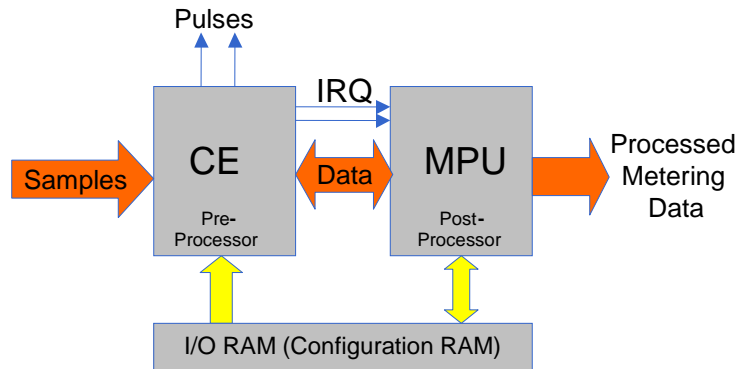 Pulses
IRQ
CE
MPU
Samples
Data
Processed
Metering
Data
Pre-
Processor
Post-
Processor
I/O RAM (Configuration RAM)